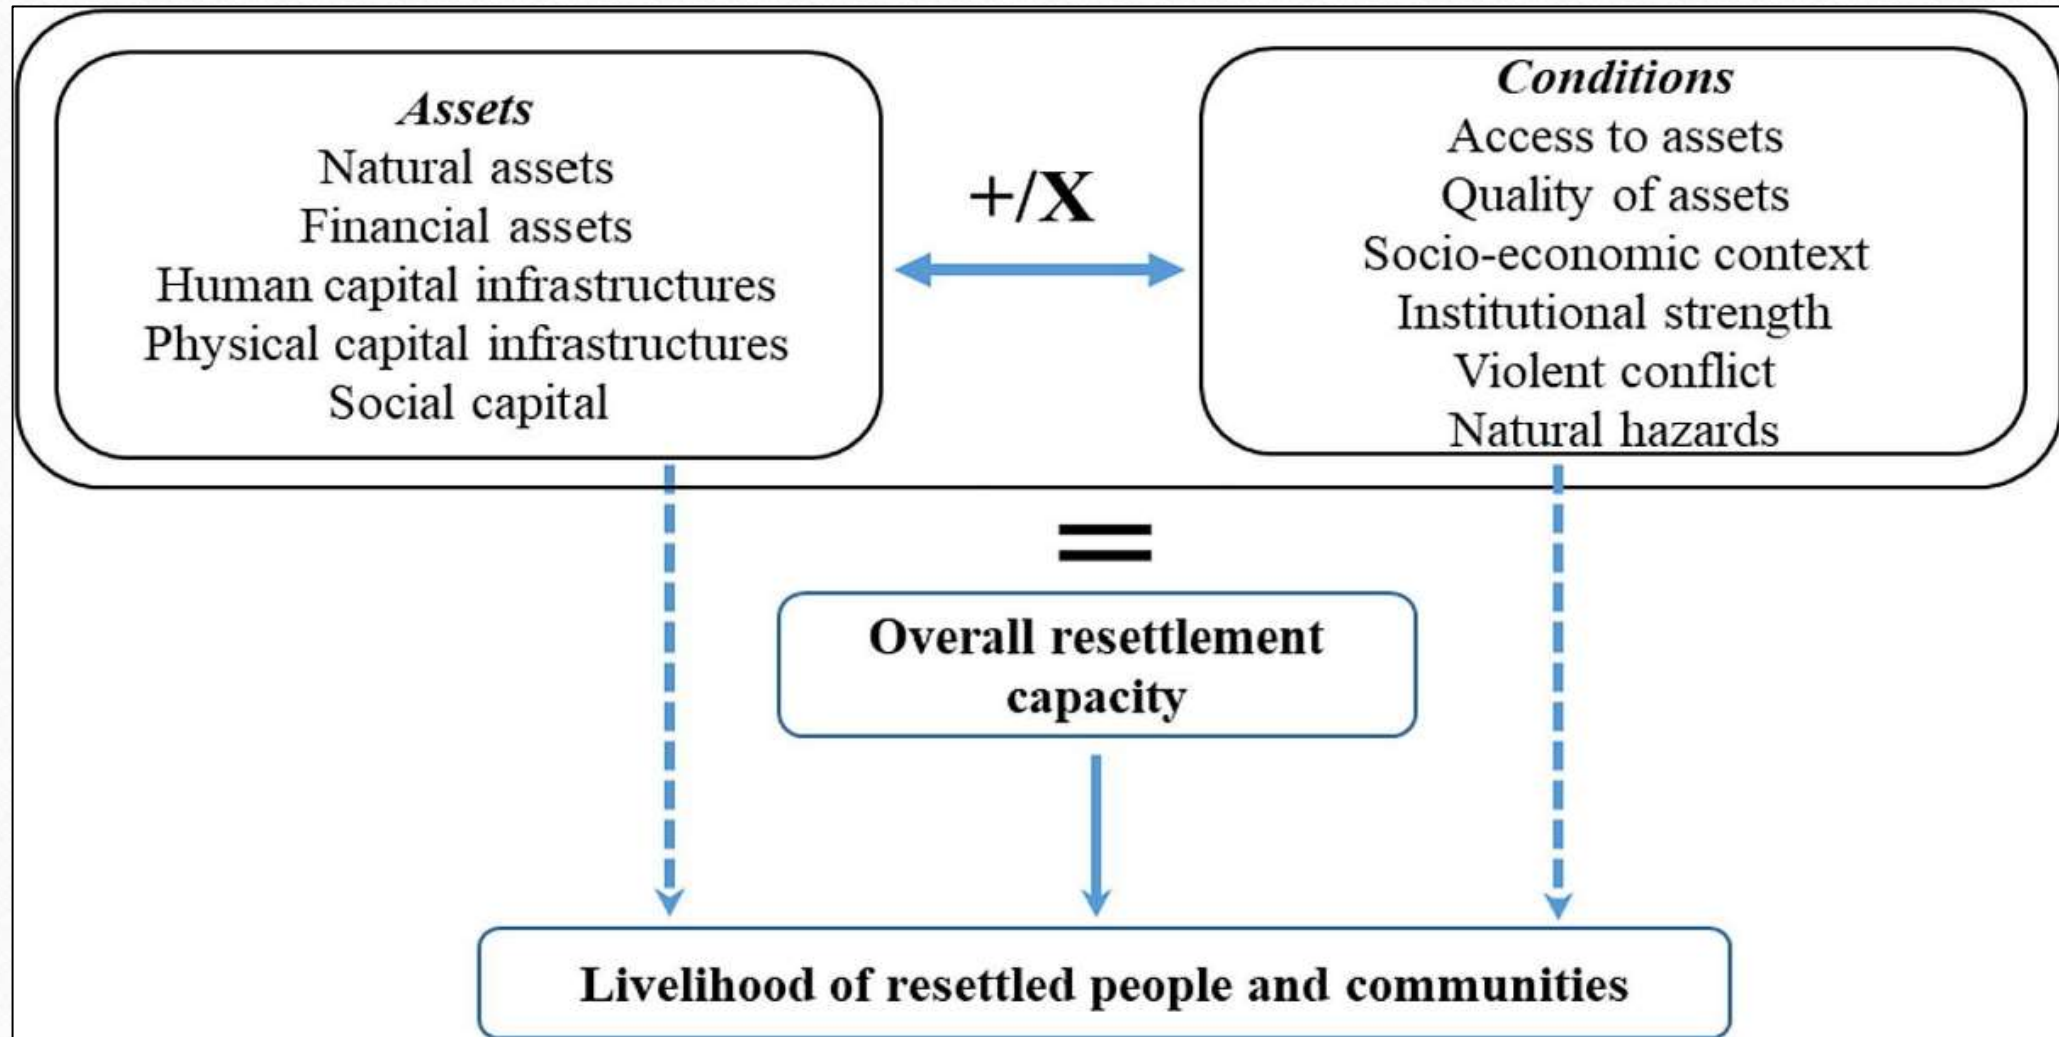 Assets
Natural assets
Financial assets
Human capital infrastructures
Physical capital infrastructures
Social capital
+/X
Conditions
Access to assets
Quality of assets
Socio-economic context
Institutional strength
Violent conflict
Natural hazards
=
Overall resettlement
capacity
Livelihood of resettled people and communities